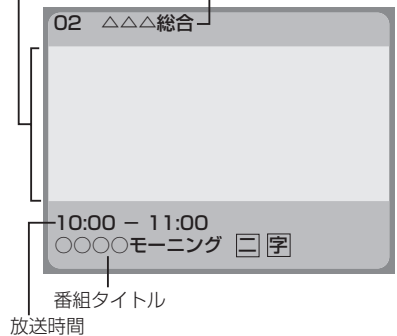 02 △△△総合
10:00 − 11:00
○○○○モーニング 二 字
番組タイトル
放送時間